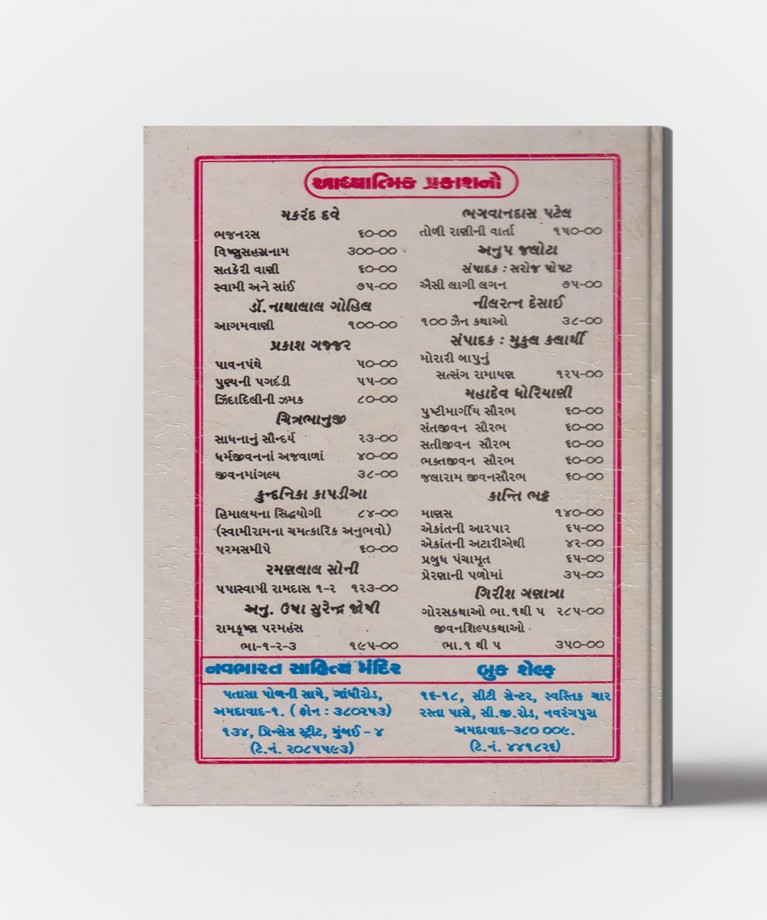 આધ્યાત્મિક પ્રકાશનો
મકરંદ દવે
ભજનરસ ૬૦-૦૦
વિષ્ણુસહસ્રનામ ૩૦૦-૦૦
સતકેરી વાણી ૬૦-૦૦
સ્વામી અને સાંઈ ૭૫-૦૦
ડૉ. નાથાલાલ ગોહિલ
આગમવાણી ૧૦૦-૦૦
પ્રકાશ ગજ્જર
પાવનપંથે ૫૦-૦૦
પુણ્યની પગદંડી ૫૫-૦૦
ઝિંદાદિલીની ઝમક ૮૦-૦૦
ચિત્રભાનુજી
સાધનાનું સૌન્દર્ય ૨૩-૦૦
ધર્મજીવનનાં અજવાળાં ૪૦-૦૦
જીવનમાંગલ્ય ૩૮-૦૦
કુન્દનિકા કાપડીઆ
હિમાલયના સિદ્ધયોગી ૮૪-૦૦
(સ્વામીરામના ચમત્કારિક અનુભવો)
પરમસમીપે ૬૦-૦૦
રમણલાલ સોની
પપાસ્વામી રામદાસ ૧-૨ ૧૨૩-૦૦
અનુ. ઉષા સુરેન્દ્ર જોષી
રામકૃષ્ણ પરમહંસ
ભા-૧-૨-૩ ૧૯૫-૦૦
ભગવાનદાસ પટેલ
તોળી રાણીની વાર્તા ૧૫૦-૦૦
અનુપ જલોટા
સંપાદક : સરોજ પોપટ
ઐસી લાગી લગન ૭૫-૦૦
નીલરત્ન દેસાઈ
૧૦૦ ઝૈન કથાઓ ૩૮-૦૦
સંપાદક : મુકુલ કલાર્થી
મોરારી બાપુનું
સત્સંગ રામાયણ ૧૨૫-૦૦
મહાદેવ ધોરિયાણી
પુષ્ટીમાર્ગીય સૌરભ ૬૦-૦૦
સંતજીવન સૌરભ ૬૦-૦૦
સતીજીવન સૌરભ ૬૦-૦૦
ભક્તજીવન સૌરભ ૬૦-૦૦
જલારામ જીવનસૌરભ ૬૦-૦૦
કાન્તિ ભટ્ટ
માણસ ૧૪૦-૦૦
એકાંતની આરપાર ૬૫-૦૦
એકાંતની અટારીએથી ૪૨-૦૦
પ્રબુધ પંચામૃત ૬૫-૦૦
પ્રેરણાની પળોમાં ૩૫-૦૦
ગિરીશ ગણાત્રા
ગોરસકથાઓ ભા. ૧થી ૫ ૨૮૫-૦૦
જીવનશિલ્પકથાઓ
ભા. ૧ થી ૫ ૩૫૦-૦૦
નવભારત સાહિત્ય મંદિર
પતાસા પોળની સામે, ગાંધીરોડ,
અમદાવાદ-૧. ( ફોન : ૩૮૦૨૫૩)
૧૩૪, પ્રિન્સેસ સ્ટ્રીટ, મુંબઈ - ૪
(ટે. નં. ૨૦૮૫૫૯૩)
બુક શેલ્ફ
૧૬-૧૮, સીટી સેન્ટર, સ્વસ્તિક ચાર
રસ્તા પાસે, સી.જી.રોડ, નવરંગપુરા
અમદાવાદ-૩૮૦ ૦૦૯.
(ટે.નં. ૪૪૧૮૨૬)